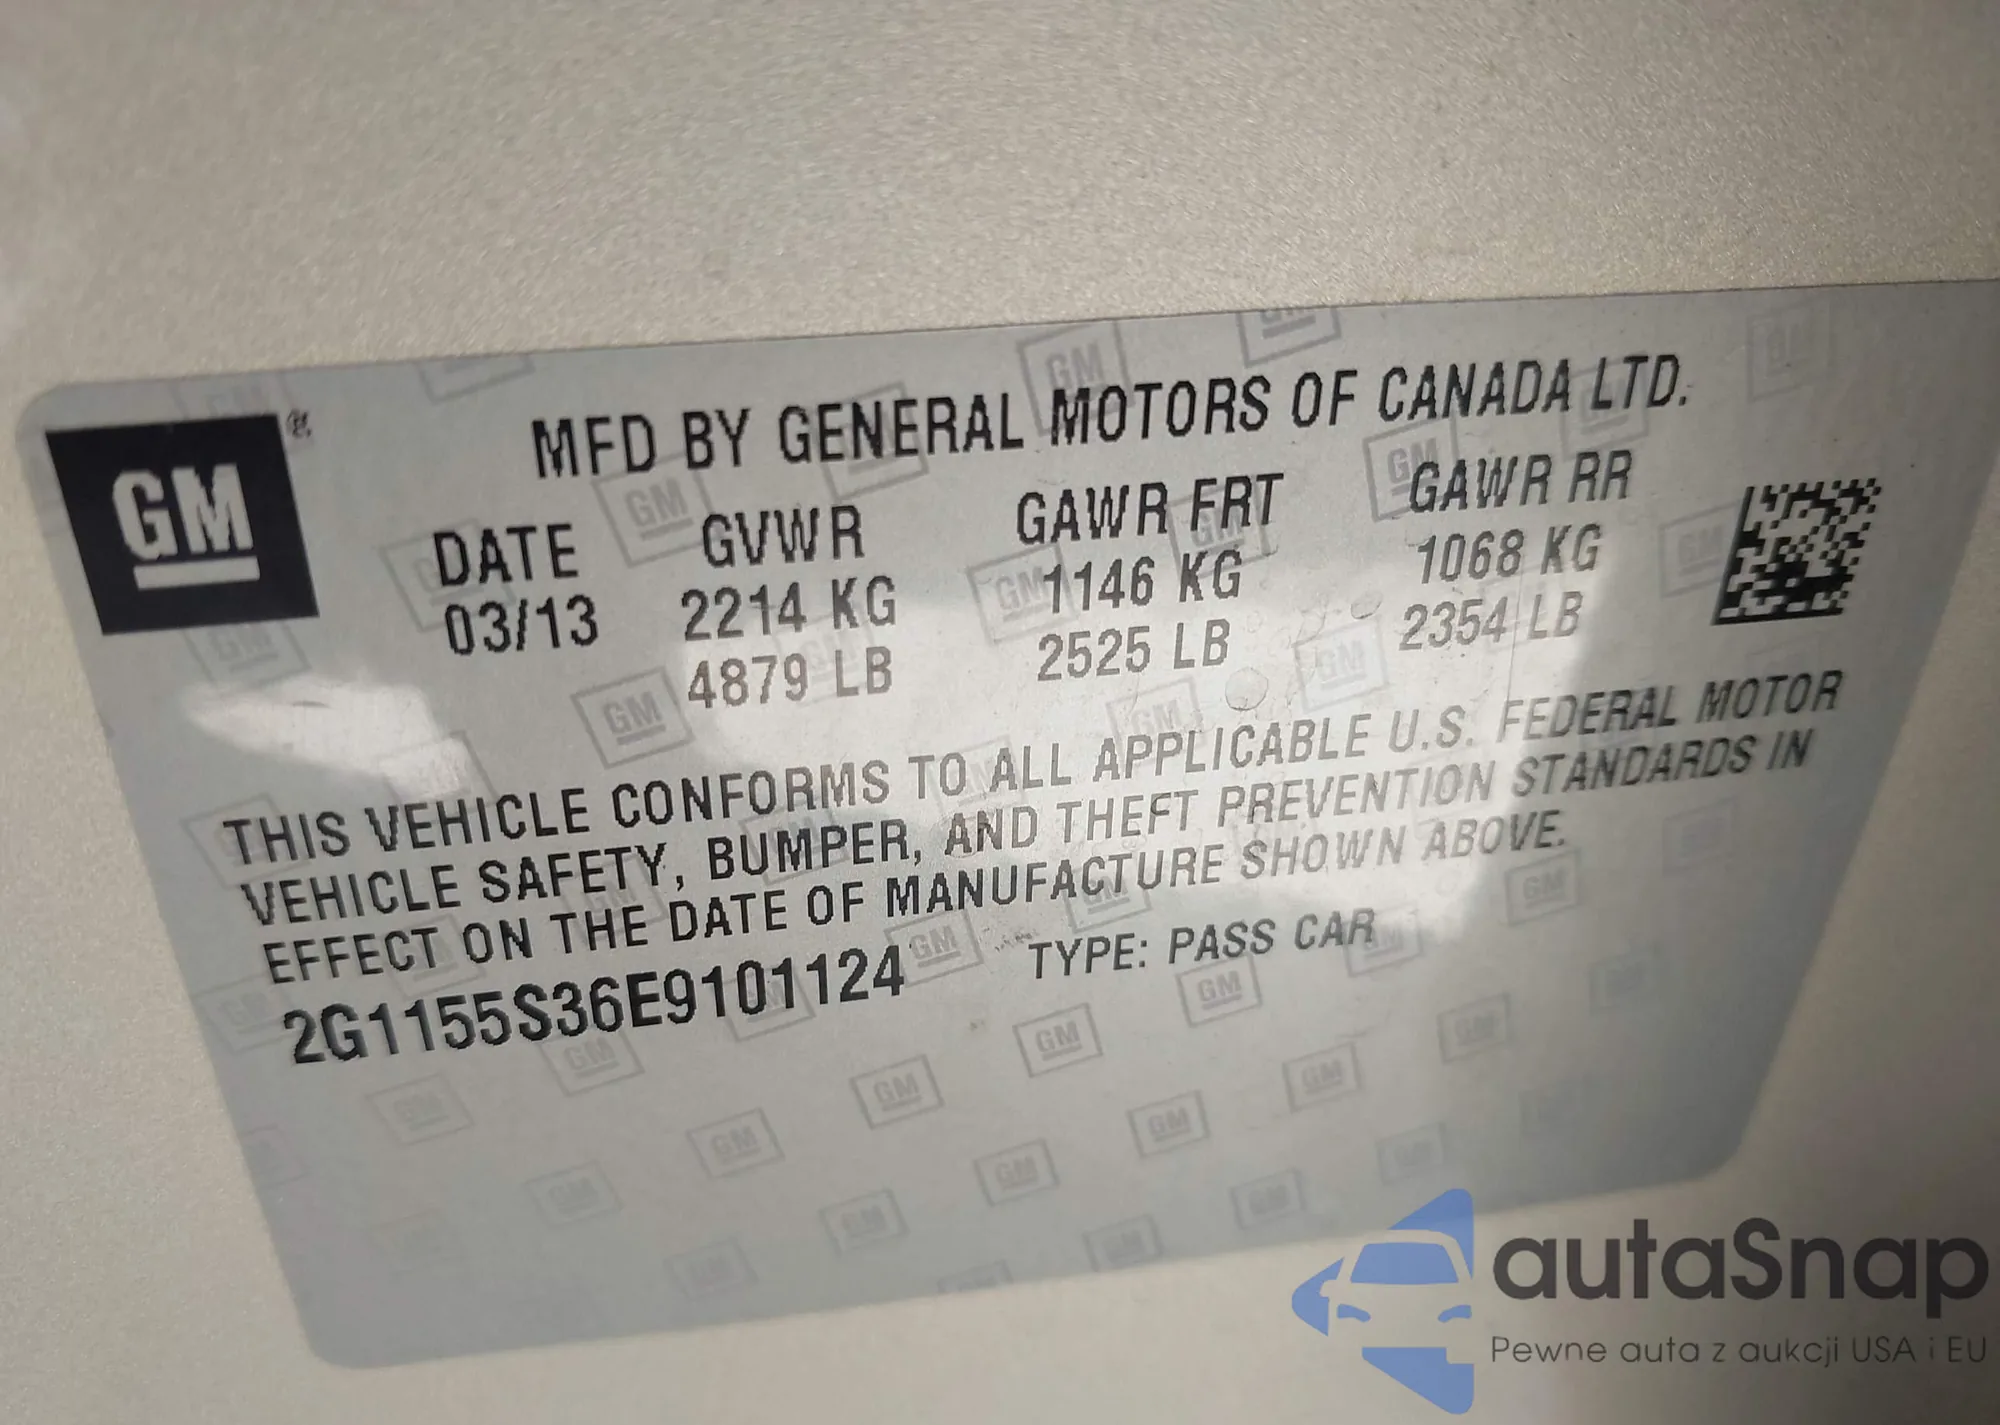 GM ®
MFD BY GENERAL MOTORS OF CANADA LTD.
DATE GVWR GAWR FRT GAWR RR
03/13 2214 KG 1146 KG 1068 KG
4879 LB 2525 LB 2354 LB
THIS VEHICLE CONFORMS TO ALL APPLICABLE U.S. FEDERAL MOTOR
VEHICLE SAFETY, BUMPER, AND THEFT PREVENTION STANDARDS IN
EFFECT ON THE DATE OF MANUFACTURE SHOWN ABOVE.
2G1155S36E9101124 TYPE: PASS CAR
autaSnap
Pewne auta z aukcji USA i EU